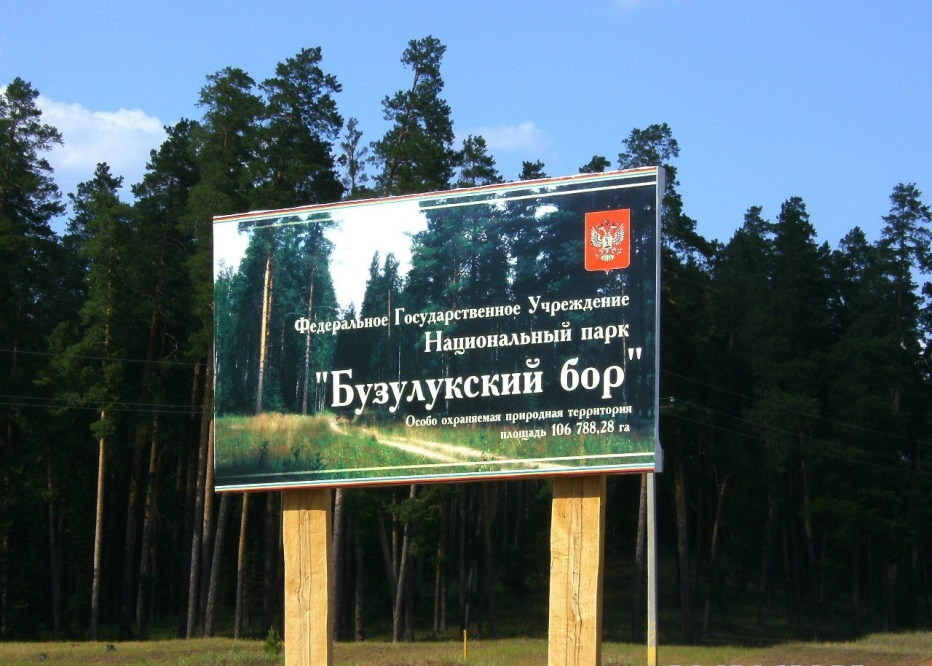 Федеральное Государственное Учреждение
Национальный парк
"Бузулукский бор"
Особо охраняемая природная территория
площадь 106 788,28 га